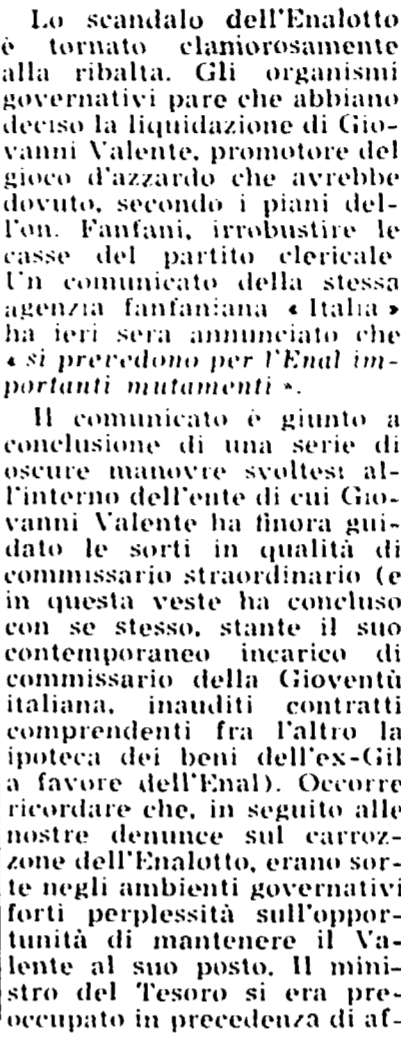 Lo scandalo dell'Enalotto
è tornato clamorosamente
alla ribalta. Gli organismi
governativi pare che abbiano
deciso la liquidazione di Gio-
vanni Valente, promotore del
gioco d'azzardo che avrebbe
dovuto, secondo i piani del-
l'on. Fanfani, irrobustire le
casse del partito clericale
Un comunicato della stessa
agenzia fanfaniana « Italia »
ha ieri sera annunciato che
« si prevedono per l'Enal im-
portanti mutamenti ».
Il comunicato è giunto a
conclusione di una serie di
oscure manovre svoltesi al-
l'interno dell'ente di cui Gio-
vanni Valente ha finora gui-
dato le sorti in qualità di
commissario straordinario (e
in questa veste ha concluso
con se stesso, stante il suo
contemporaneo incarico di
commissario della Gioventù
italiana, inauditi contratti
comprendenti fra l'altro la
ipoteca dei beni dell'ex-Gil
a favore dell'Enal). Occorre
ricordare che, in seguito alle
nostre denunce sul carroz-
zone dell'Enalotto, erano sor-
te negli ambienti governativi
forti perplessità sull'oppor-
tunità di mantenere il Va-
lente al suo posto. Il mini-
stro del Tesoro si era pre-
occupato in precedenza di af-